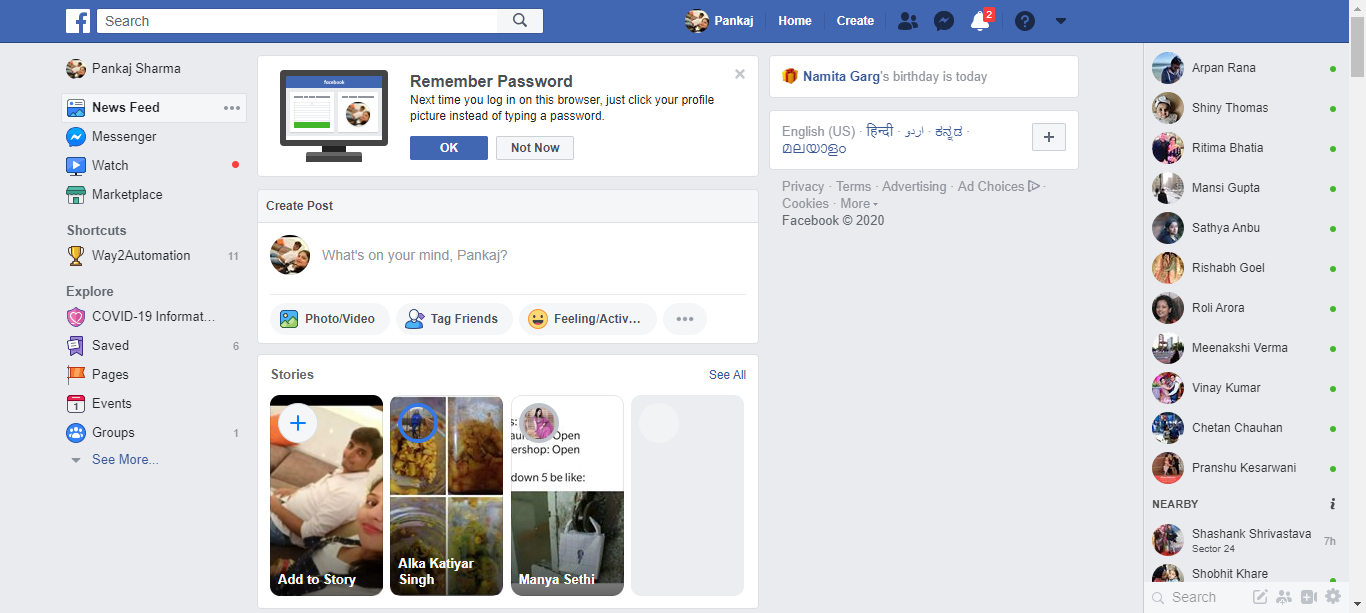 Search
Pankaj
Home
Create
2
Pankaj Sharma
News Feed
Messenger
Watch
Marketplace
Shortcuts
Way2Automation 11
Explore
COVID-19 Informat...
Saved 6
Pages
1 Events
Groups 1
See More...
facebook
Remember Password
Next time you log in on this browser, just click your profile
picture instead of typing a password.
OK
Not Now
Create Post
What's on your mind, Pankaj?
Photo/Video
Tag Friends
Feeling/Activ...
Stories
See All
Add to Story
Alka Katiyar
Singh
Open
ershop: Open
down 5 be like:
Manya Sethi
Namita Garg's birthday is today
English (US) · हिन्दी · اردو · ಕನ್ನಡ ·
മലയാളം
Privacy · Terms · Advertising · Ad Choices ·
Cookies · More
Facebook © 2020
Arpan Rana
Shiny Thomas
Ritima Bhatia
Mansi Gupta
Sathya Anbu
Rishabh Goel
Roli Arora
Meenakshi Verma
Vinay Kumar
Chetan Chauhan
Pranshu Kesarwani
NEARBY
Shashank Shrivastava 7h
Sector 24
Shobhit Khare
Search